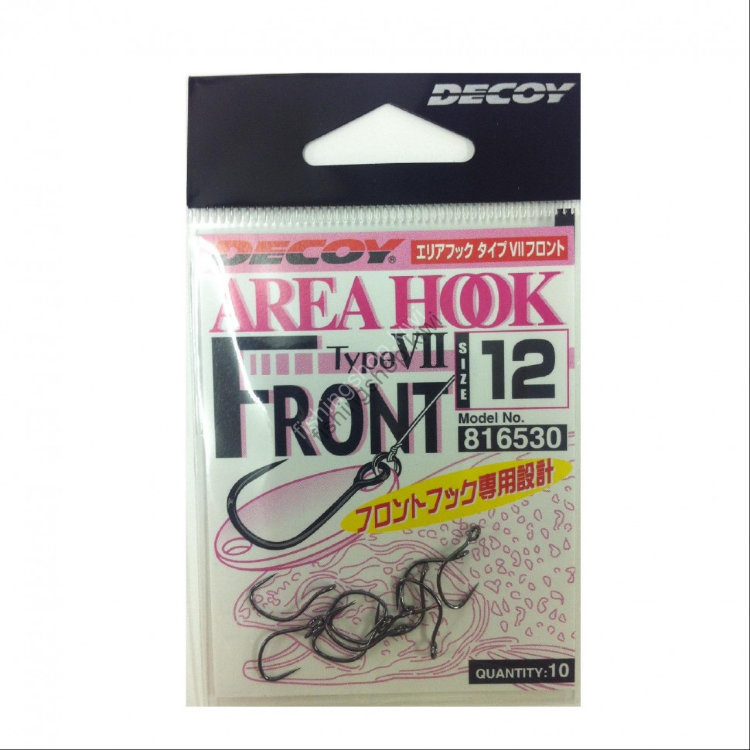 DECOY
DECOY®
エリアフック タイプVIIフロント
AREA HOOK
Type VII
SIZE
12
FRONT
Model No.
816530
フロントフック専用設計
QUANTITY:10